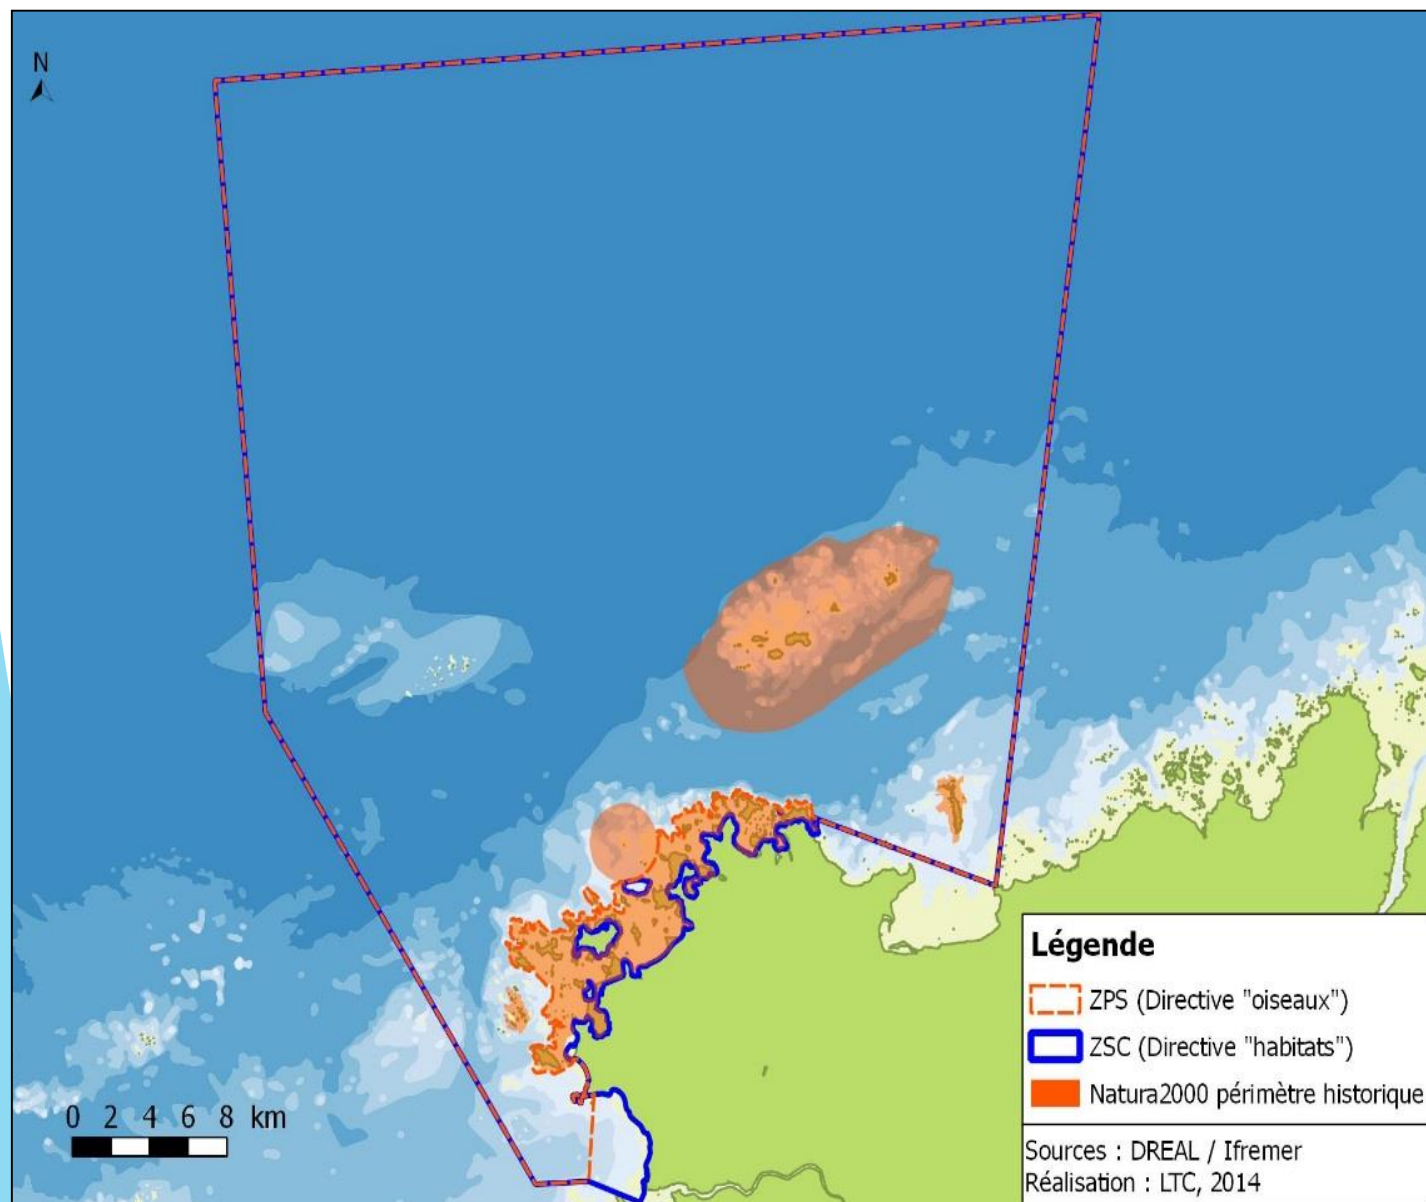 N
0 2 4 6 8 km
Légende
ZPS (Directive "oiseaux")
ZSC (Directive "habitats")
Natura2000 périmètre historique
Sources : DREAL / Ifremer
Réalisation : LTC, 2014